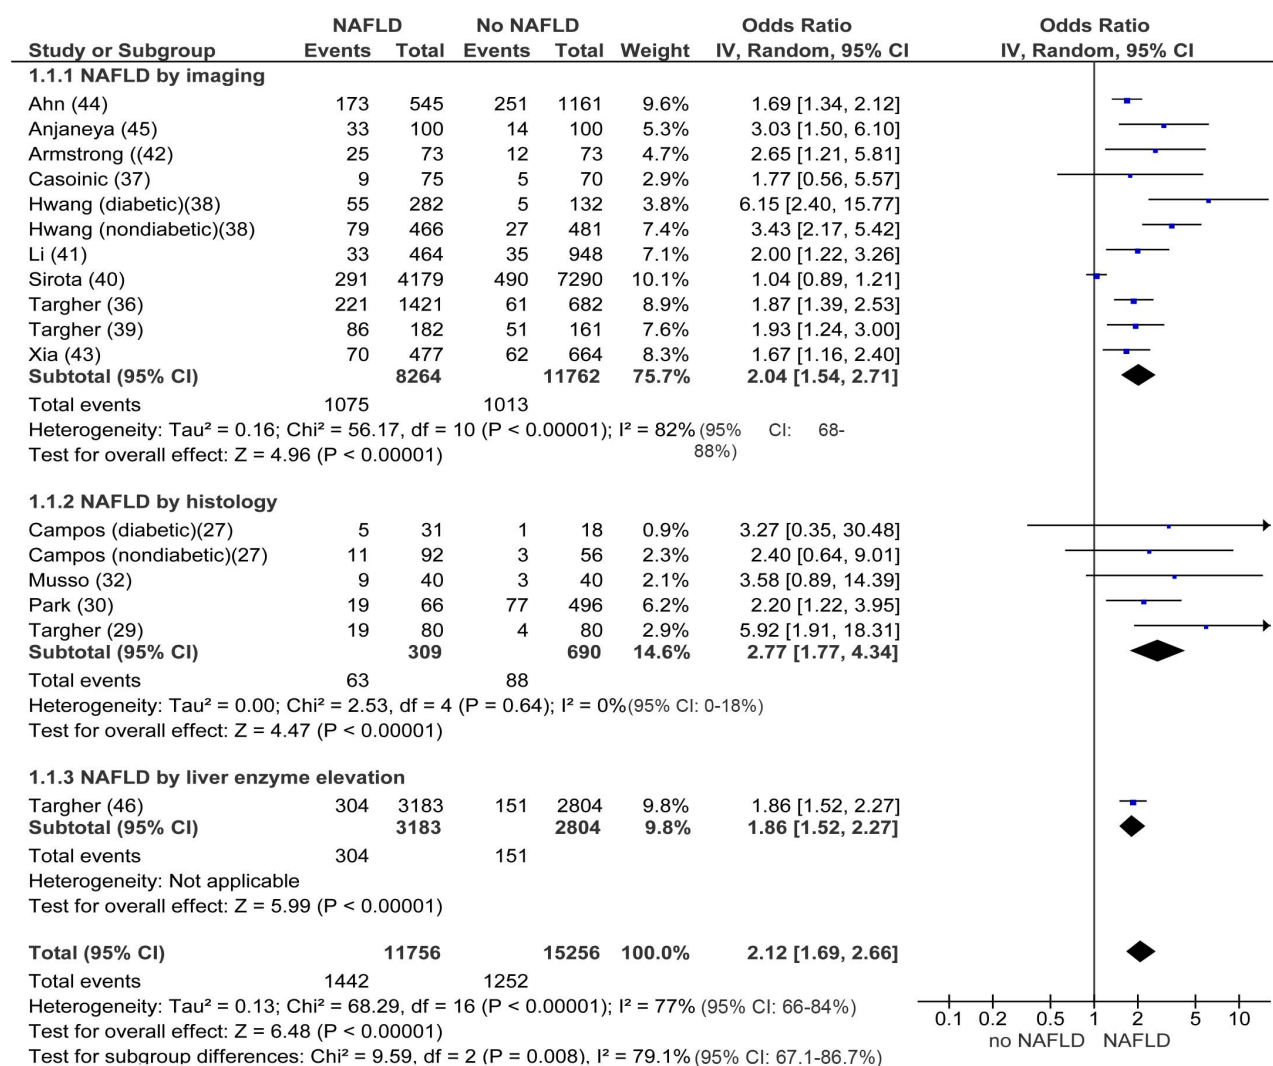 NAFLD No NAFLD Odds Ratio Odds Ratio
Study or Subgroup Events Total Events Total Weight IV, Random, 95% CI IV, Random, 95% CI
1.1.1 NAFLD by imaging
Ahn (44) 173 545 251 1161 9.6% 1.69 [1.34, 2.12]
Anjaneya (45) 33 100 14 100 5.3% 3.03 [1.50, 6.10]
Armstrong ((42) 25 73 12 73 4.7% 2.65 [1.21, 5.81]
Casoinic (37) 9 75 5 70 2.9% 1.77 [0.56, 5.57]
Hwang (diabetic)(38) 55 282 5 132 3.8% 6.15 [2.40, 15.77]
Hwang (nondiabetic)(38) 79 466 27 481 7.4% 3.43 [2.17, 5.42]
Li (41) 33 464 35 948 7.1% 2.00 [1.22, 3.26]
Sirota (40) 291 4179 490 7290 10.1% 1.04 [0.89, 1.21]
Targher (36) 221 1421 61 682 8.9% 1.87 [1.39, 2.53]
Targher (39) 86 182 51 161 7.6% 1.93 [1.24, 3.00]
Xia (43) 70 477 62 664 8.3% 1.67 [1.16, 2.40]
Subtotal (95% CI) 8264 11762 75.7% 2.04 [1.54, 2.71]
Total events 1075 1013
Heterogeneity: Tau² = 0.16; Chi² = 56.17, df = 10 (P < 0.00001); I² = 82% (95% CI: 68-
88%)
Test for overall effect: Z = 4.96 (P < 0.00001)
1.1.2 NAFLD by histology
Campos (diabetic)(27) 5 31 1 18 0.9% 3.27 [0.35, 30.48]
Campos (nondiabetic)(27) 11 92 3 56 2.3% 2.40 [0.64, 9.01]
Musso (32) 9 40 3 40 2.1% 3.58 [0.89, 14.39]
Park (30) 19 66 77 496 6.2% 2.20 [1.22, 3.95]
Targher (29) 19 80 4 80 2.9% 5.92 [1.91, 18.31]
Subtotal (95% CI) 309 690 14.6% 2.77 [1.77, 4.34]
Total events 63 88
Heterogeneity: Tau² = 0.00; Chi² = 2.53, df = 4 (P = 0.64); I² = 0%(95% CI: 0-18%)
Test for overall effect: Z = 4.47 (P < 0.00001)
1.1.3 NAFLD by liver enzyme elevation
Targher (46) 304 3183 151 2804 9.8% 1.86 [1.52, 2.27]
Subtotal (95% CI) 3183 2804 9.8% 1.86 [1.52, 2.27]
Total events 304 151
Heterogeneity: Not applicable
Test for overall effect: Z = 5.99 (P < 0.00001)
Total (95% CI) 11756 15256 100.0% 2.12 [1.69, 2.66]
Total events 1442 1252
Heterogeneity: Tau² = 0.13; Chi² = 68.29, df = 16 (P < 0.00001); I² = 77% (95% CI: 66-84%)
Test for overall effect: Z = 6.48 (P < 0.00001)
Test for subgroup differences: Chi² = 9.59, df = 2 (P = 0.008), I² = 79.1% (95% CI: 67.1-86.7%)
0.1 0.2 0.5 1 2 5 10
no NAFLD NAFLD